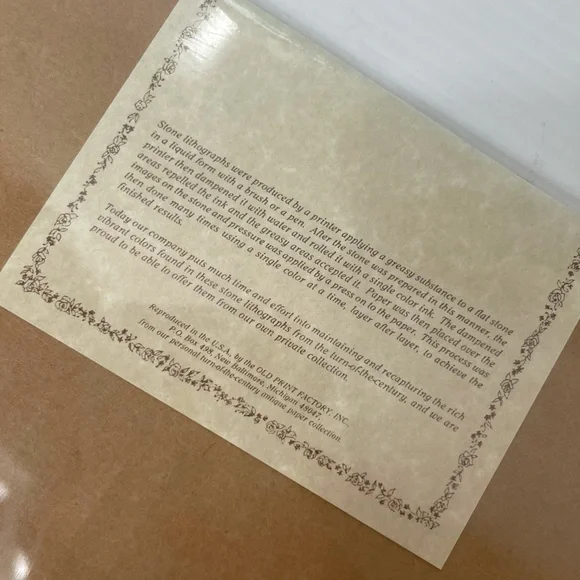 Stone lithographs were produced by a printer applying a greasy substance to a flat stone
in a liquid form with a brush or a pen. After the stone was prepared in this manner, the
printer then dampened it with water and rolled it with a single color ink. The dampened
areas repelled the ink and the greasy areas accepted it. Paper was then placed over the
images on the stone and pressure was applied by a press on to the paper. This process was
then done many times using a single color at a time, layer after layer, to achieve the
finished results.
Today our company puts much time and effort into maintaining and recapturing the rich
vibrant colors found in these stone lithographs from the turn-of-the-century, and we are
proud to be able to offer them from our own private collection.
Reproduced in the U.S.A. by the OLD PRINT FACTORY, INC.
P.O. Box 498, New Baltimore, Michigan 48047,
from our personal turn-of-the-century antique paper collection.